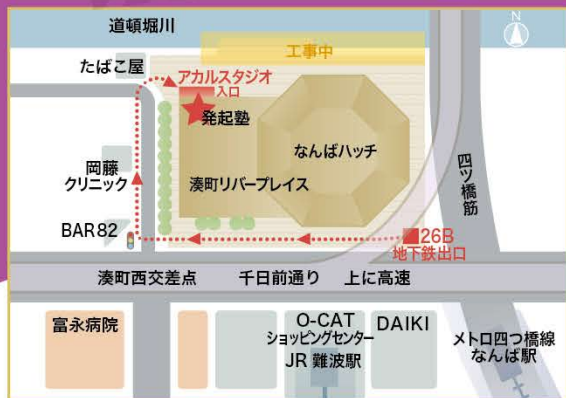 道頓堀川
N
工事中
たばこ屋
アカルスタジオ
入口
発起塾
なんばハッチ
岡藤
クリニック
湊町リバープレイス
四ツ橋筋
BAR82
26B
地下鉄出口
湊町西交差点 千日前通り 上に高速
富永病院
O-CAT
ショッピングセンター
JR 難波駅
DAIKI
メトロ四つ橋線
なんば駅